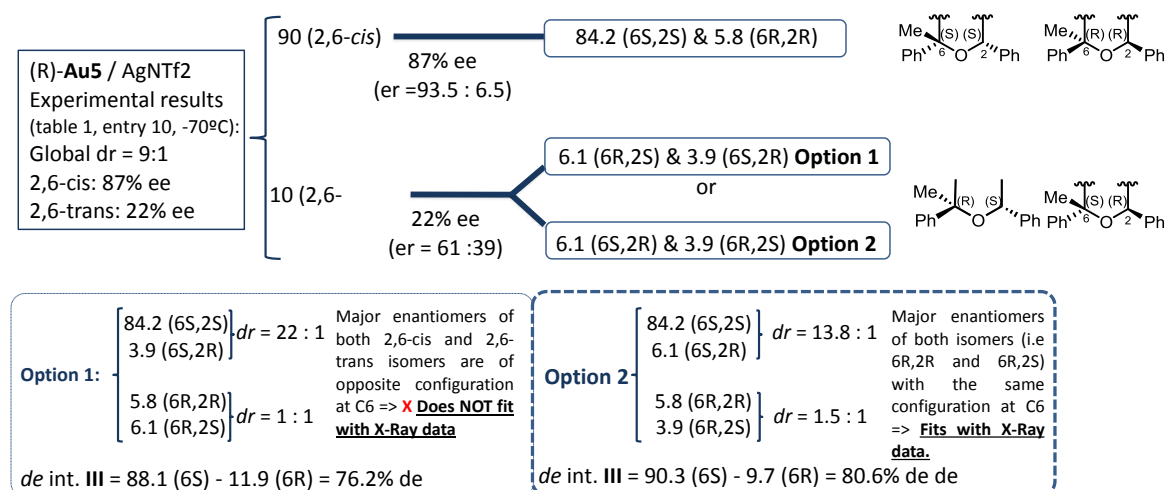 (R)-Au5 / AgNTf2
Experimental results
(table 1, entry 10, -70ºC):
Global dr = 9:1
2,6-cis: 87% ee
2,6-trans: 22% ee
90 (2,6-cis)
87% ee
(er =93.5 : 6.5)
84.2 (6S,2S) & 5.8 (6R,2R)
Me (S) (S)
Ph 6 O 2 Ph
Me (R) (R)
Ph 6 O 2 Ph
10 (2,6-
22% ee
(er = 61 :39)
6.1 (6R,2S) & 3.9 (6S,2R) Option 1
or
6.1 (6S,2R) & 3.9 (6R,2S) Option 2
Me (R) (S)
Ph O Ph
Me (S) (R)
Ph 6 O 2 Ph
Option 1:
84.2 (6S,2S)
3.9 (6S,2R)
dr = 22 : 1
5.8 (6R,2R)
6.1 (6R,2S)
dr = 1 : 1
Major enantiomers
of both 2,6-cis and 2,6-
trans isomers are of
opposite configuration
at C6 => X Does NOT fit
with X-Ray data
de int. III = 88.1 (6S) - 11.9 (6R) = 76.2% de
Option 2
84.2 (6S,2S)
6.1 (6S,2R)
dr = 13.8 : 1
5.8 (6R,2R)
3.9 (6R,2S)
dr = 1.5 : 1
Major enantiomers
of both isomers (i.e
6R,2R and 6R,2S)
with the same
configuration at C6
=> Fits with X-Ray
data.
de int. III = 90.3 (6S) - 9.7 (6R) = 80.6% de de